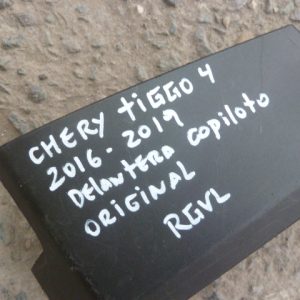 CHERY TIGGO 4
2016-2019
DELANTERA COPILOTO
ORIGINAL
RGVL